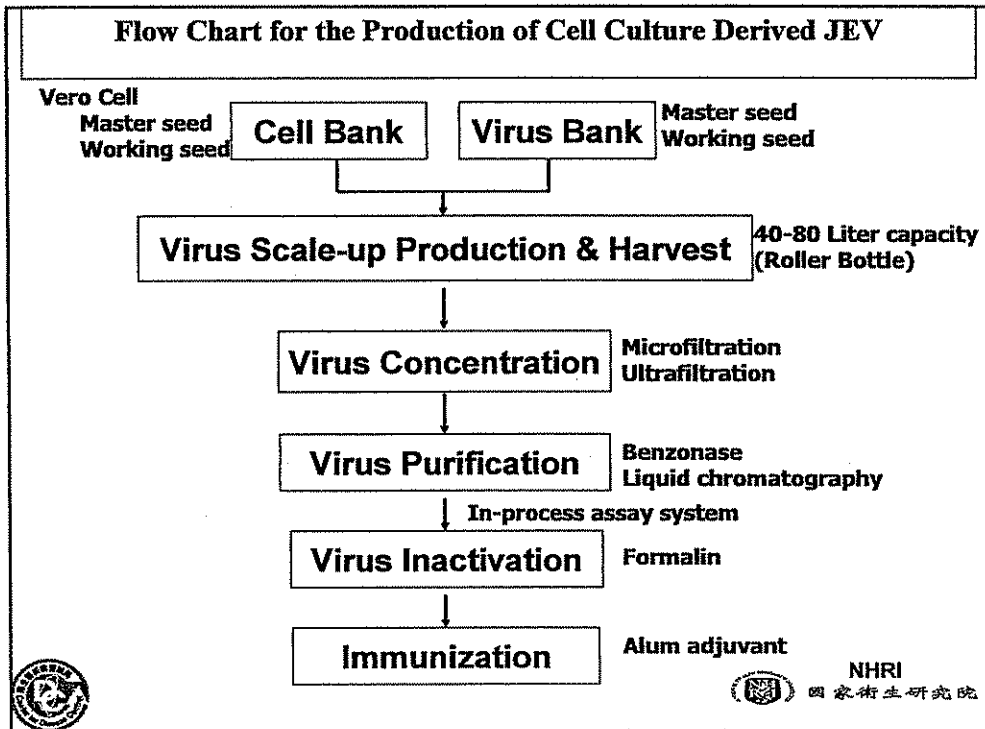 Flow Chart for the Production of Cell Culture Derived JEV
Vero Cell
Master seed
Working seed
Cell Bank
Virus Bank
Master seed
Working seed
Virus Scale-up Production & Harvest
40-80 Liter capacity
(Roller Bottle)
Virus Concentration
Microfiltration
Ultrafiltration
Virus Purification
Benzonase
Liquid chromatography
In-process assay system
Virus Inactivation
Formalin
Immunization
Alum adjuvant
NHRI
國家衛生研究院